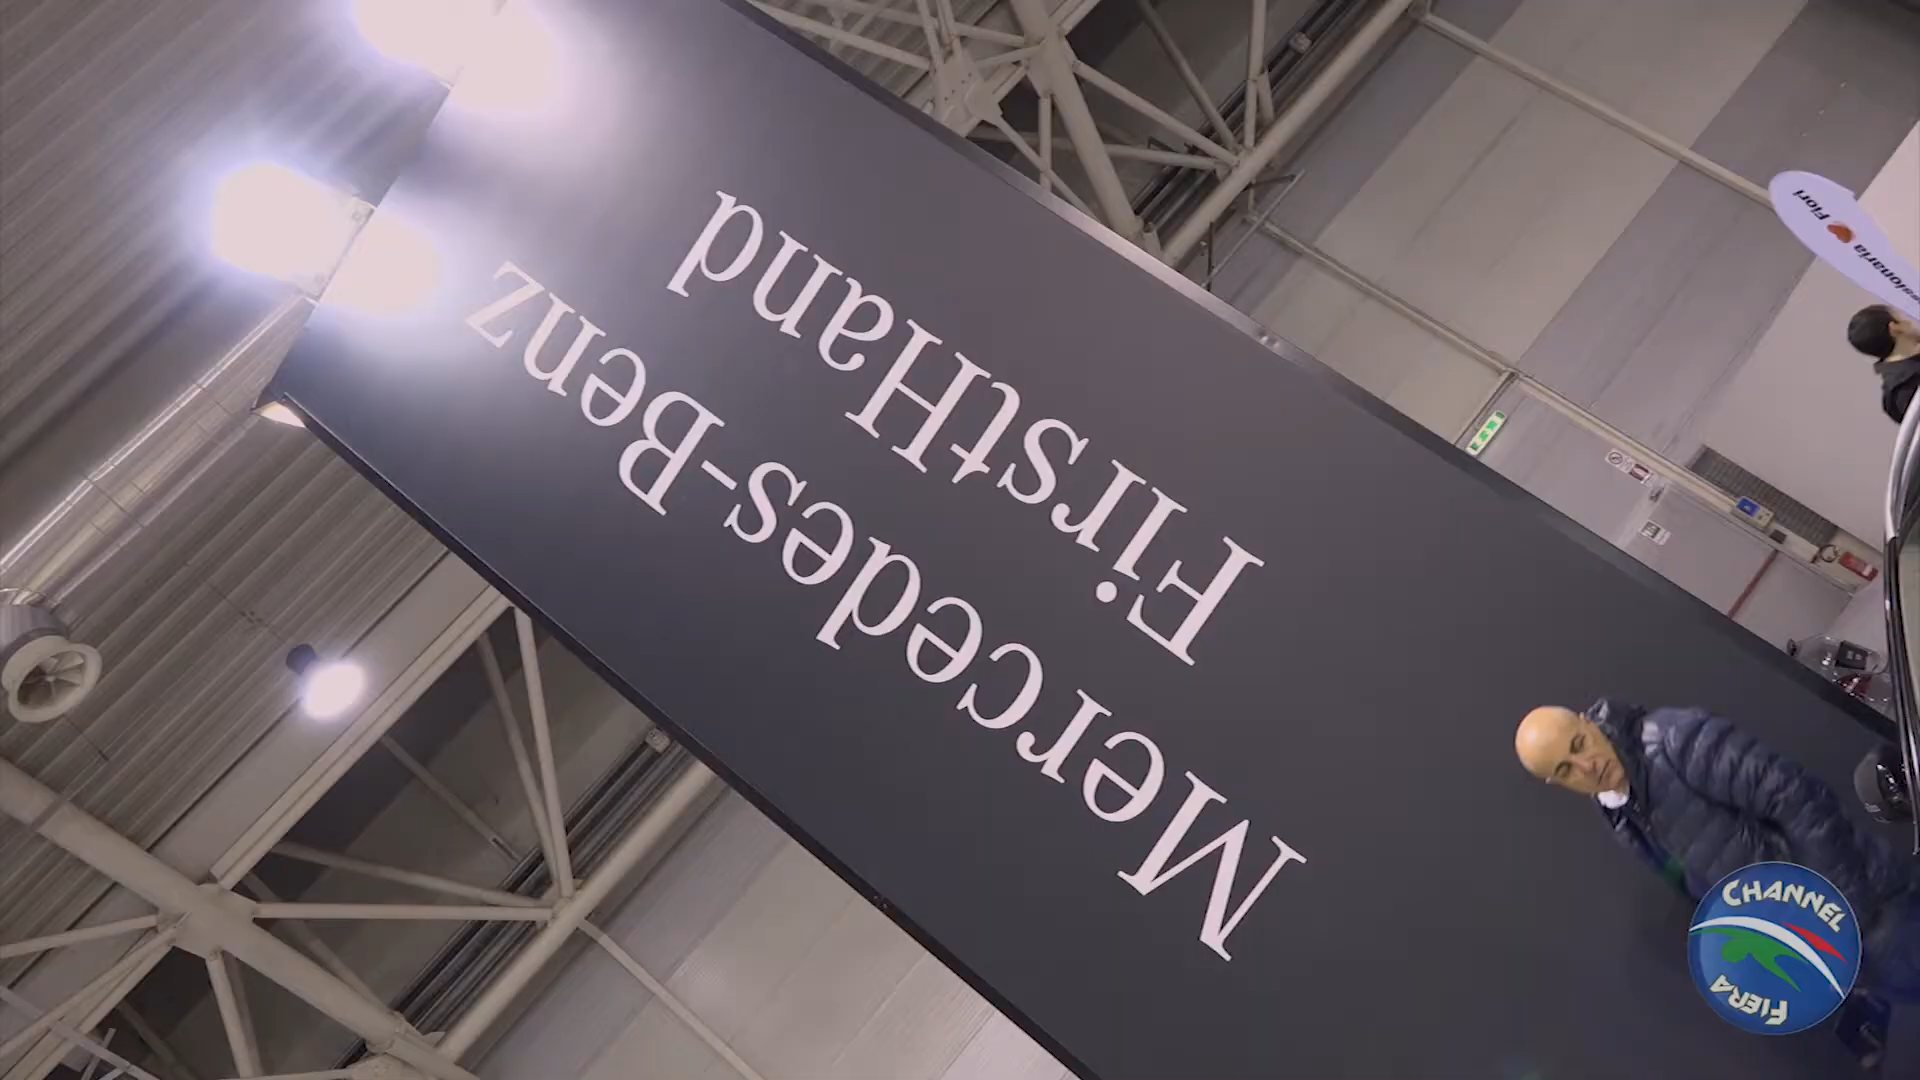 Mercedes-Benz
FirstHand
Fiori
CHANNEL
FIERA